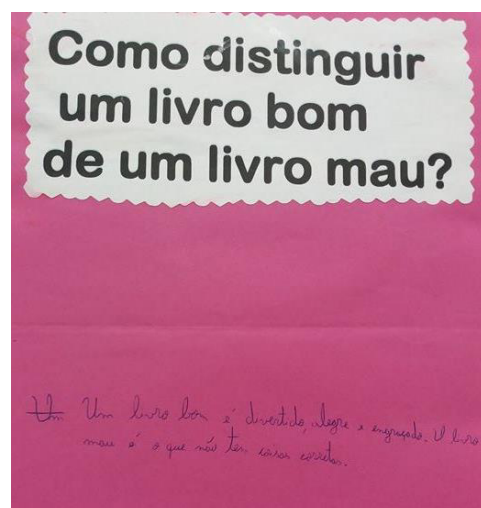 Como distinguir
um livro bom
de um livro mau?
Um Um livro bom é divertido, alegre e engraçado. O livro
mau é o que não tem coisas corretas.